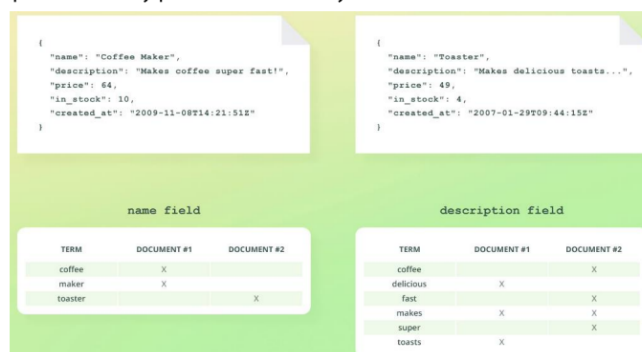 {
"name": "Coffee Maker",
"description": "Makes coffee super fast!",
"price": 64,
"in_stock": 10,
"created_at": "2009-11-08T14:21:51Z"
}
{
"name": "Toaster",
"description": "Makes delicious toasts...",
"price": 49,
"in_stock": 4,
"created_at": "2007-01-29T09:44:15Z"
}
name field
TERM DOCUMENT #1 DOCUMENT #2
coffee X
maker X
toaster X
description field
TERM DOCUMENT #1 DOCUMENT #2
coffee X
delicious X
fast X
makes X X
super X
toasts X